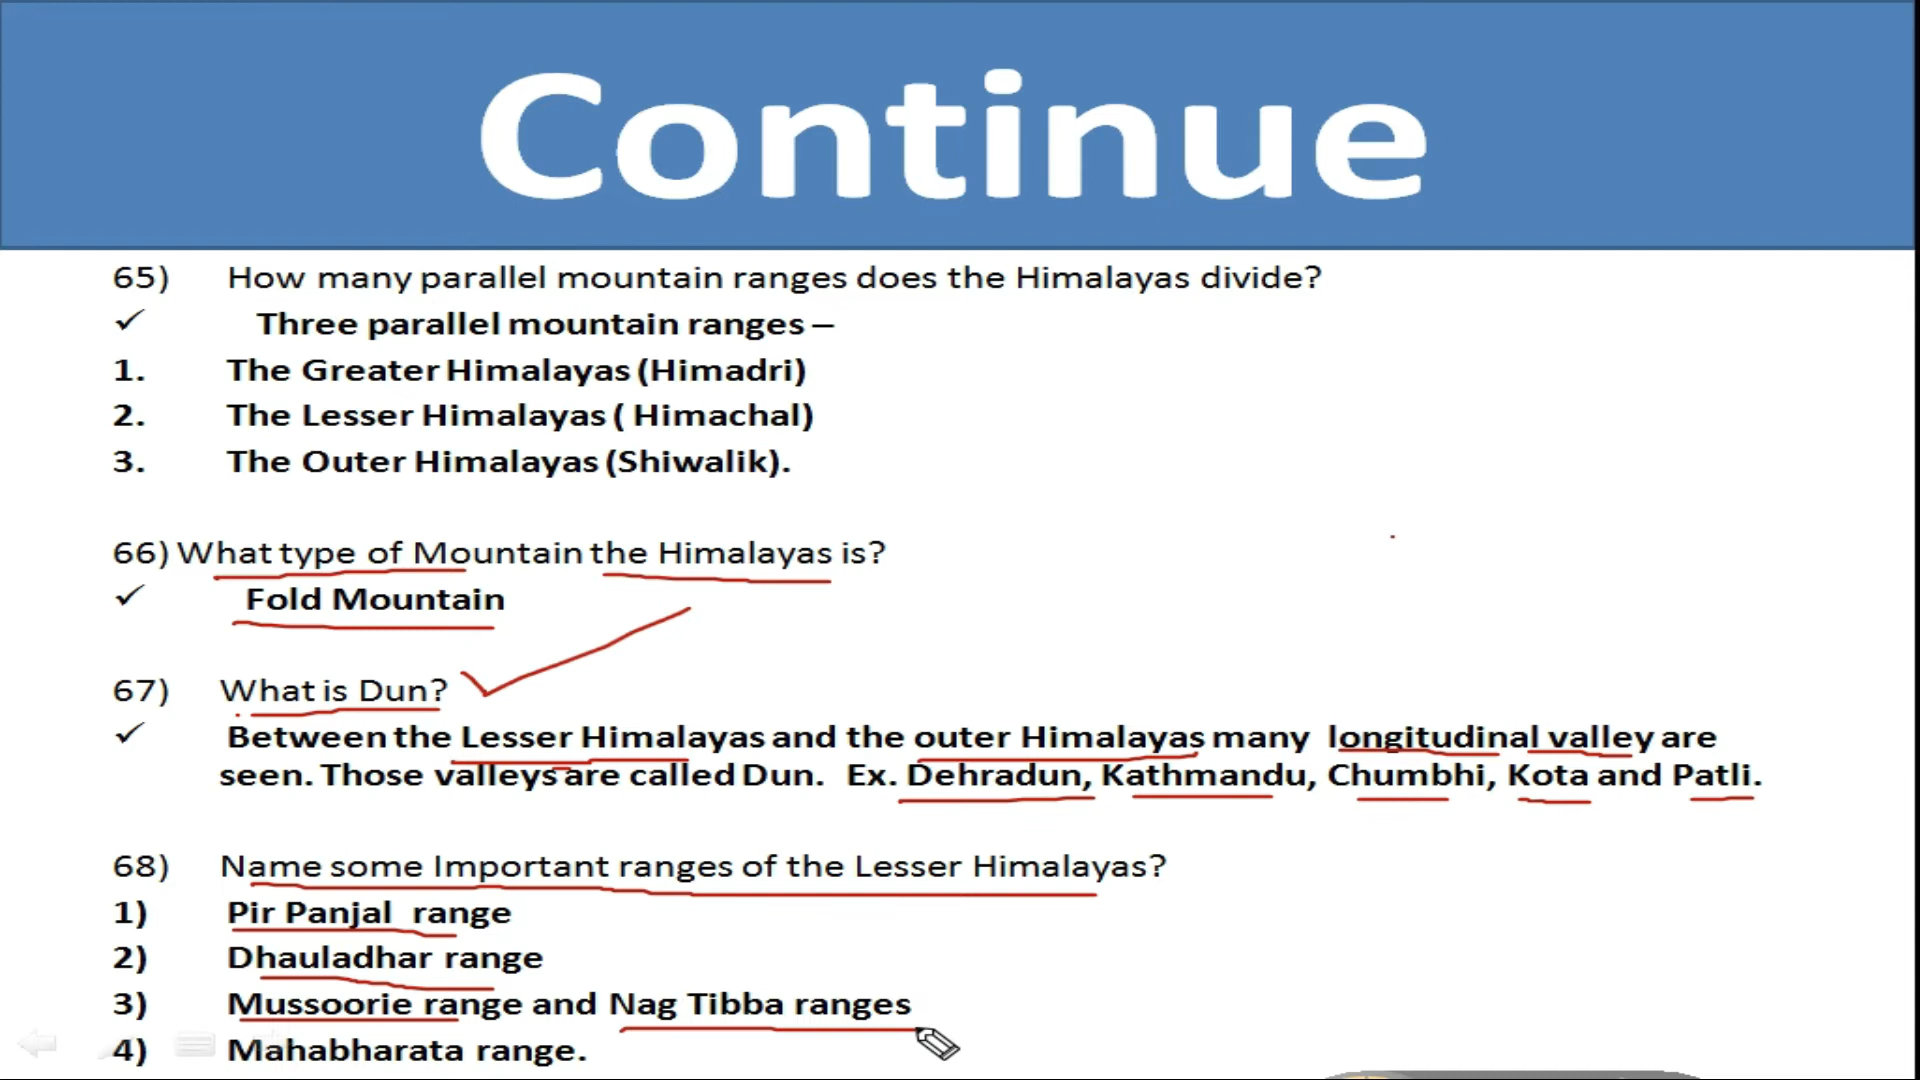 Continue
65) How many parallel mountain ranges does the Himalayas divide?
✓ Three parallel mountain ranges –
1. The Greater Himalayas (Himadri)
2. The Lesser Himalayas ( Himachal)
3. The Outer Himalayas (Shiwalik).
66) What type of Mountain the Himalayas is?
✓ Fold Mountain
67) What is Dun?
✓ Between the Lesser Himalayas and the outer Himalayas many longitudinal valley are
seen. Those valleys are called Dun. Ex. Dehradun, Kathmandu, Chumbhi, Kota and Patli.
68) Name some Important ranges of the Lesser Himalayas?
1) Pir Panjal range
2) Dhauladhar range
3) Mussoorie range and Nag Tibba ranges
4) Mahabharata range.